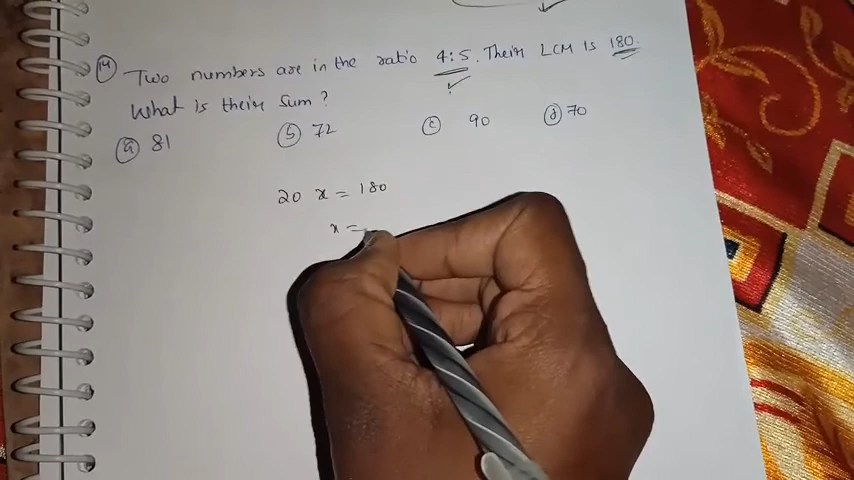 14 Two numbers are in the ratio 4:5. Their LCM is 180.
What is their Sum?
a 81 b 72 c 90 d 70
20 x = 180
x =